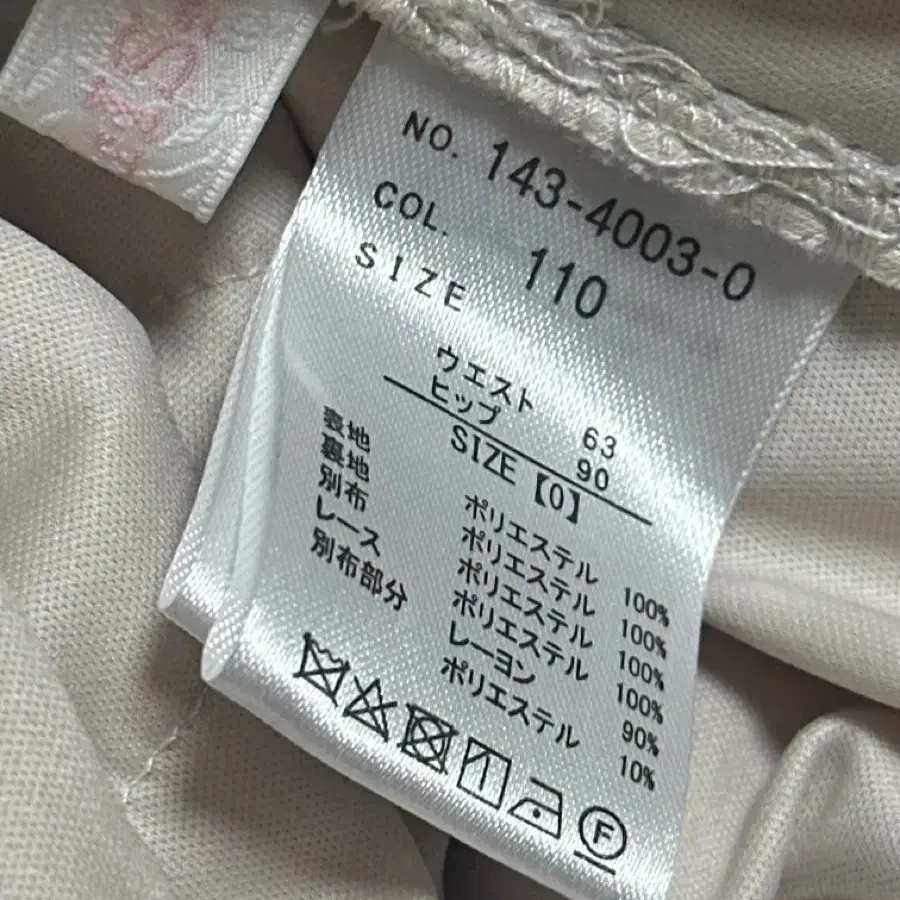 NO. 143-4003-0
COL. 110
SIZE
ウエスト 63
ヒップ 90
SIZE【0】
表地 ポリエステル 100%
裏地 ポリエステル 100%
別布 ポリエステル 100%
レース ポリエステル 100%
別布部分 レーヨン 90%
ポリエステル 10%
F